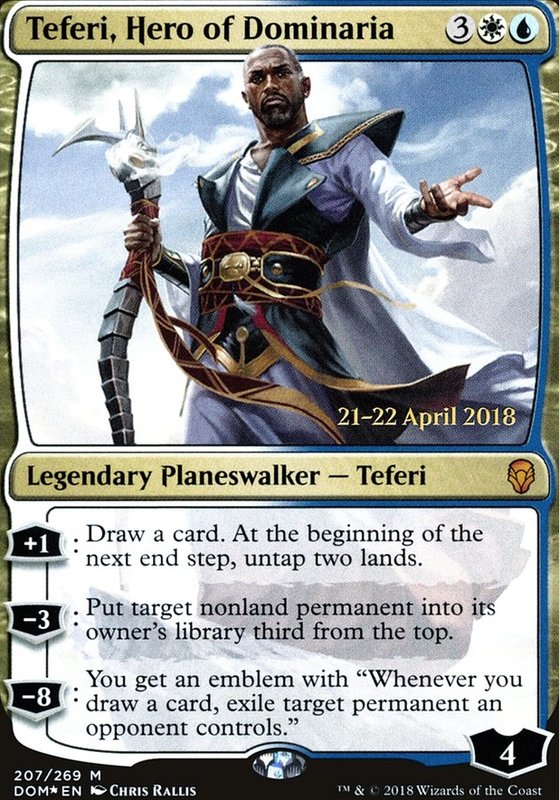 Teferi, Hero of Dominaria 3
21–22 April 2018
Legendary Planeswalker — Teferi
+1 : Draw a card. At the beginning of the
next end step, untap two lands.
−3 : Put target nonland permanent into its
owner's library third from the top.
−8 : You get an emblem with “Whenever you
draw a card, exile target permanent an
opponent controls.”
4
207/269 M
DOM★EN Chris Rallis
™ & © 2018 Wizards of the Coast